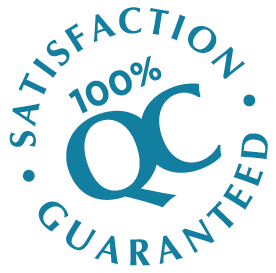 SATISFACTION
100%
QC
GUARANTEED